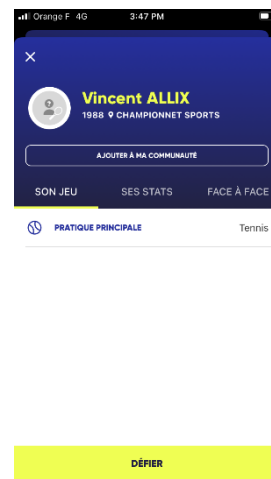 Orange F 4G 3:47 PM
Vincent ALLIX
1988 CHAMPIONNET SPORTS
AJOUTER À MA COMMUNAUTÉ
SON JEU SES STATS FACE À FACE
PRATIQUE PRINCIPALE Tennis
DÉFIER